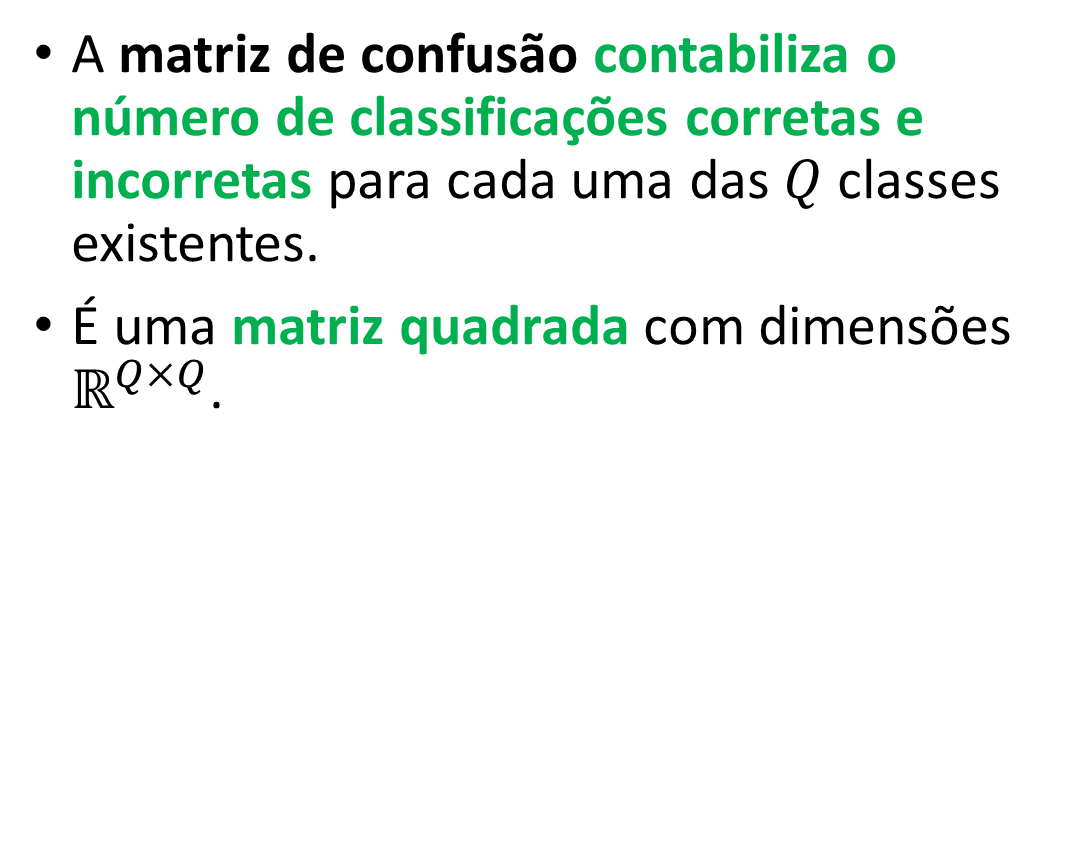 • A matriz de confusão contabiliza o
número de classificações corretas e
incorretas para cada uma das Q classes
existentes.
• É uma matriz quadrada com dimensões
ℝ^{Q×Q}.